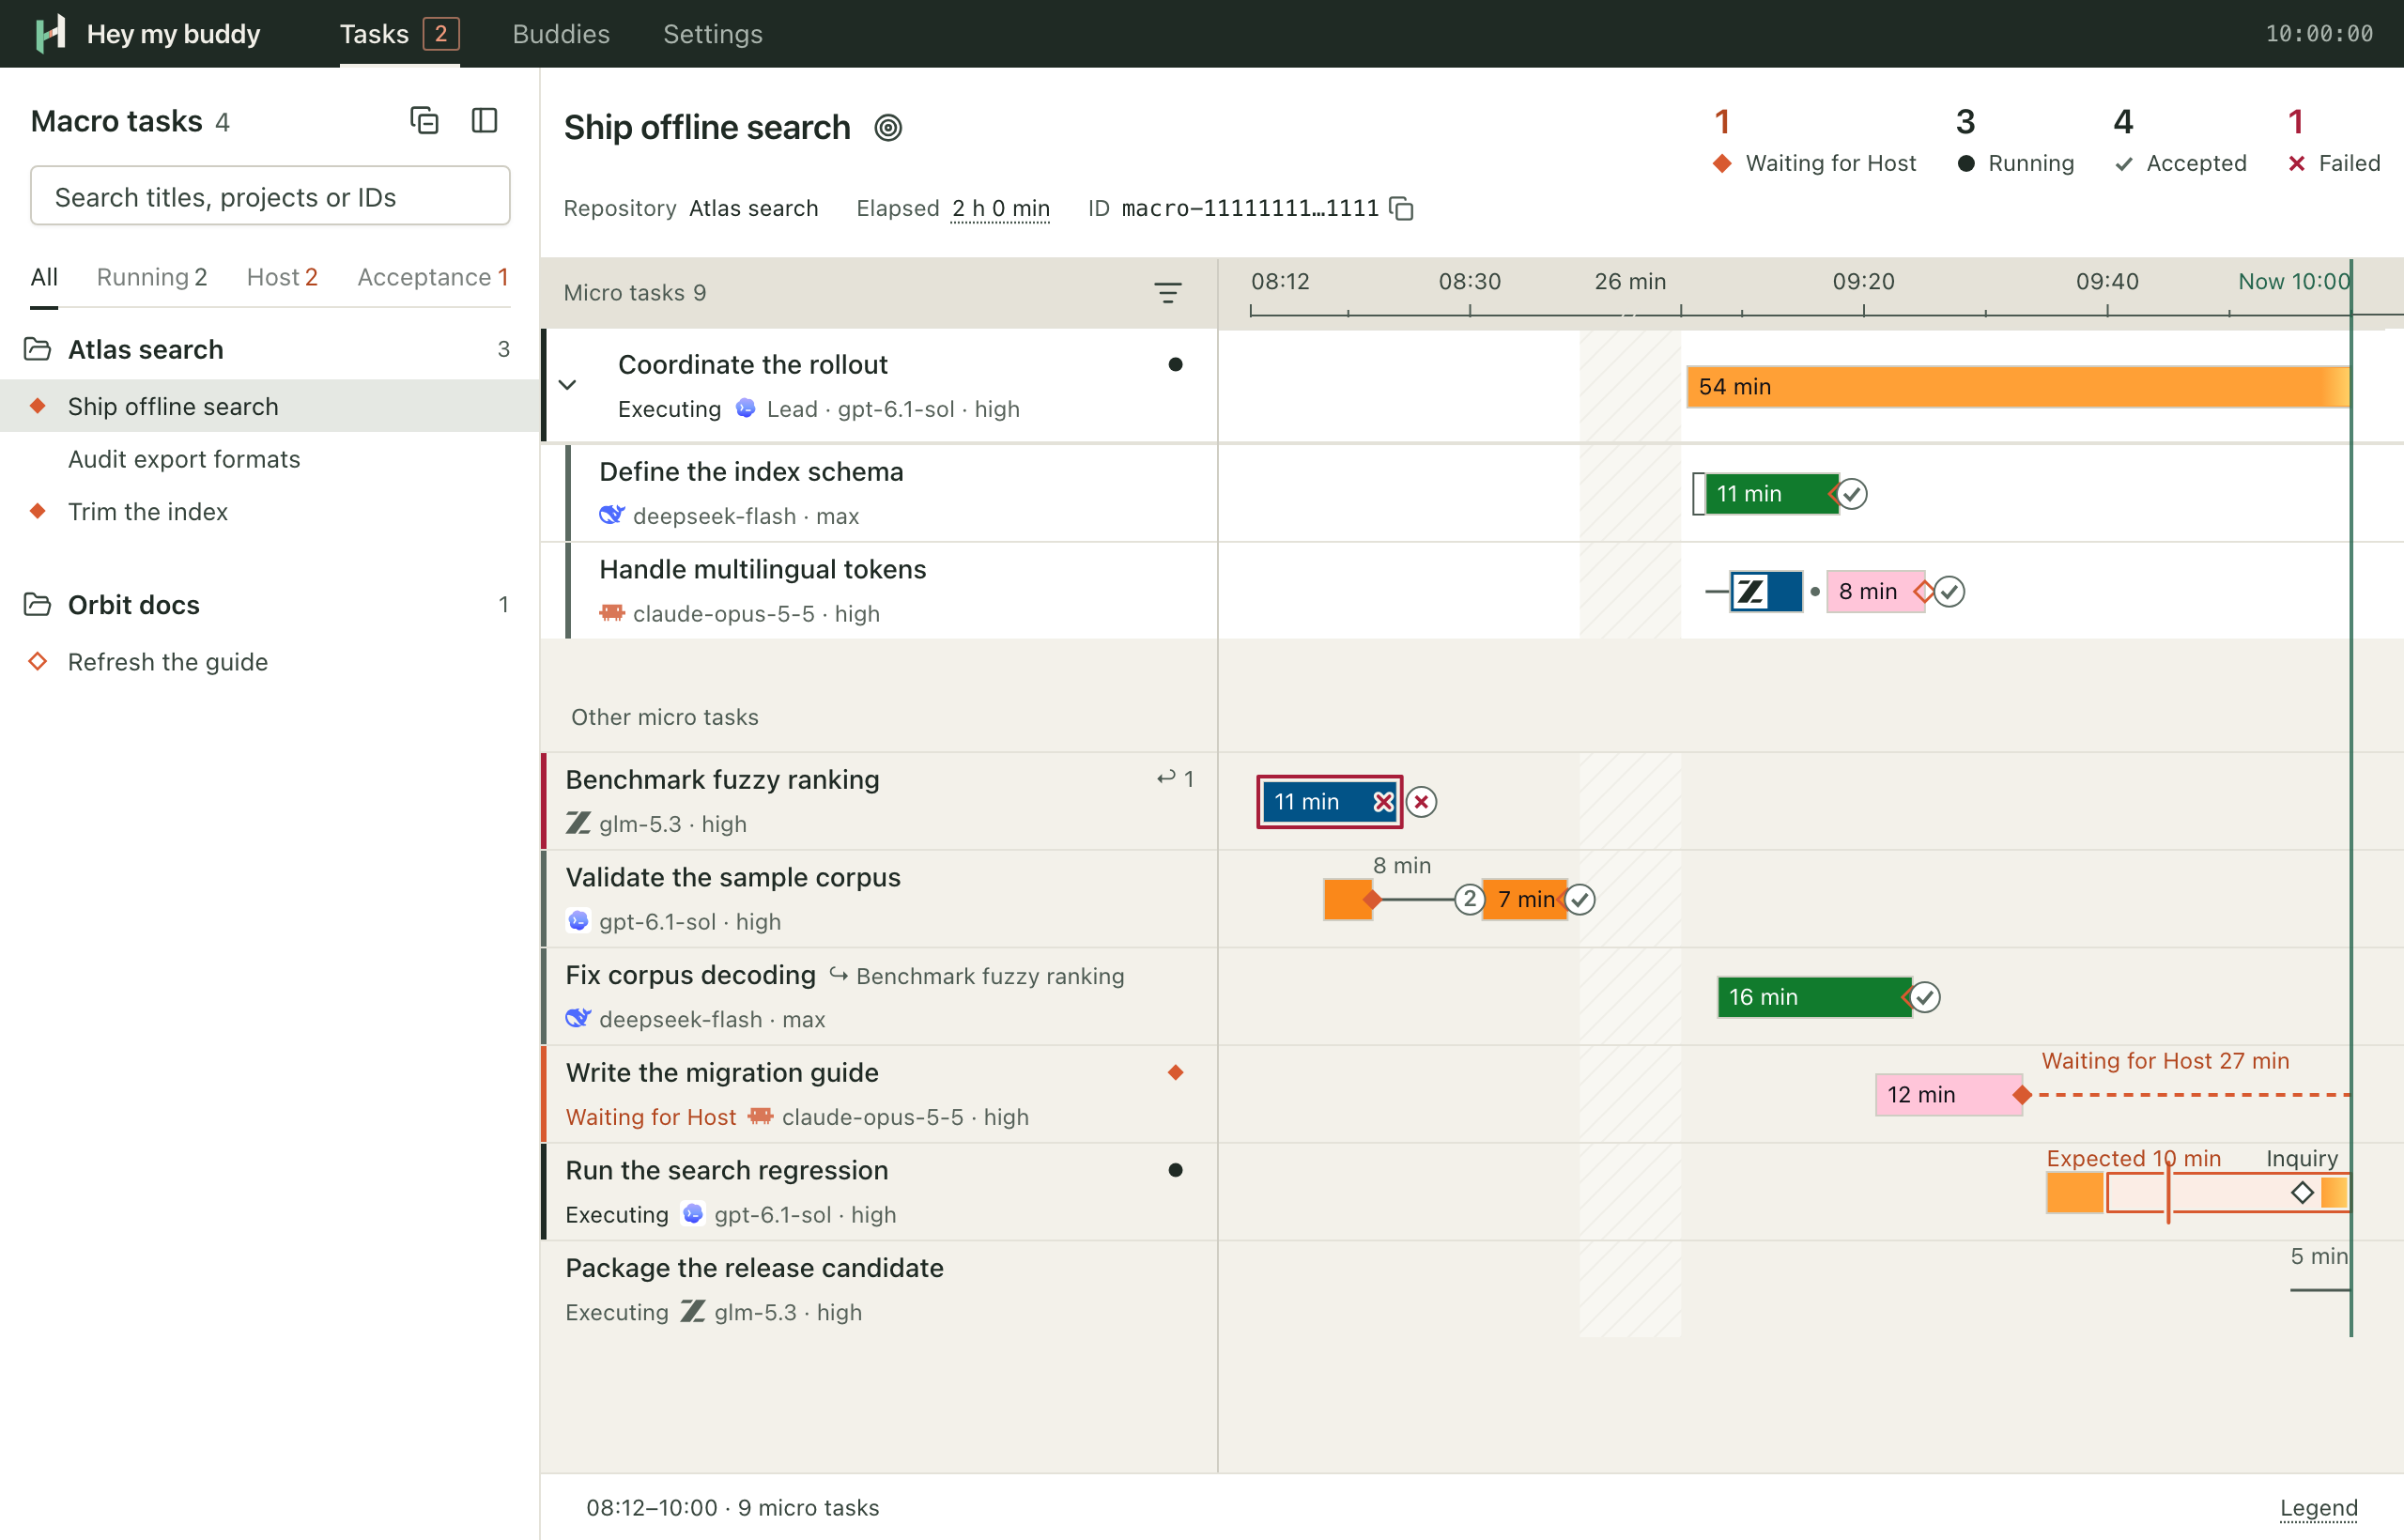 Hey my buddy
Tasks 2
Buddies
Settings
10:00:00
Macro tasks 4
Search titles, projects or IDs
All
Running 2
Host 2
Acceptance 1
Atlas search 3
Ship offline search
Audit export formats
Trim the index
Orbit docs 1
Refresh the guide
Ship offline search
1 Waiting for Host
3 Running
4 Accepted
1 Failed
Repository Atlas search
Elapsed 2 h 0 min
ID macro-11111111…1111
Micro tasks 9
08:12
08:30
26 min
09:20
09:40
Now 10:00
Coordinate the rollout
Executing Lead · gpt-6.1-sol · high
54 min
Define the index schema
deepseek-flash · max
11 min
Handle multilingual tokens
claude-opus-5-5 · high
8 min
Other micro tasks
Benchmark fuzzy ranking
↩ 1
glm-5.3 · high
11 min
Validate the sample corpus
gpt-6.1-sol · high
8 min
2
7 min
Fix corpus decoding ↪ Benchmark fuzzy ranking
deepseek-flash · max
16 min
Write the migration guide
Waiting for Host claude-opus-5-5 · high
12 min
Waiting for Host 27 min
Run the search regression
Executing gpt-6.1-sol · high
Expected 10 min
Inquiry
Package the release candidate
Executing glm-5.3 · high
5 min
08:12–10:00 · 9 micro tasks
Legend